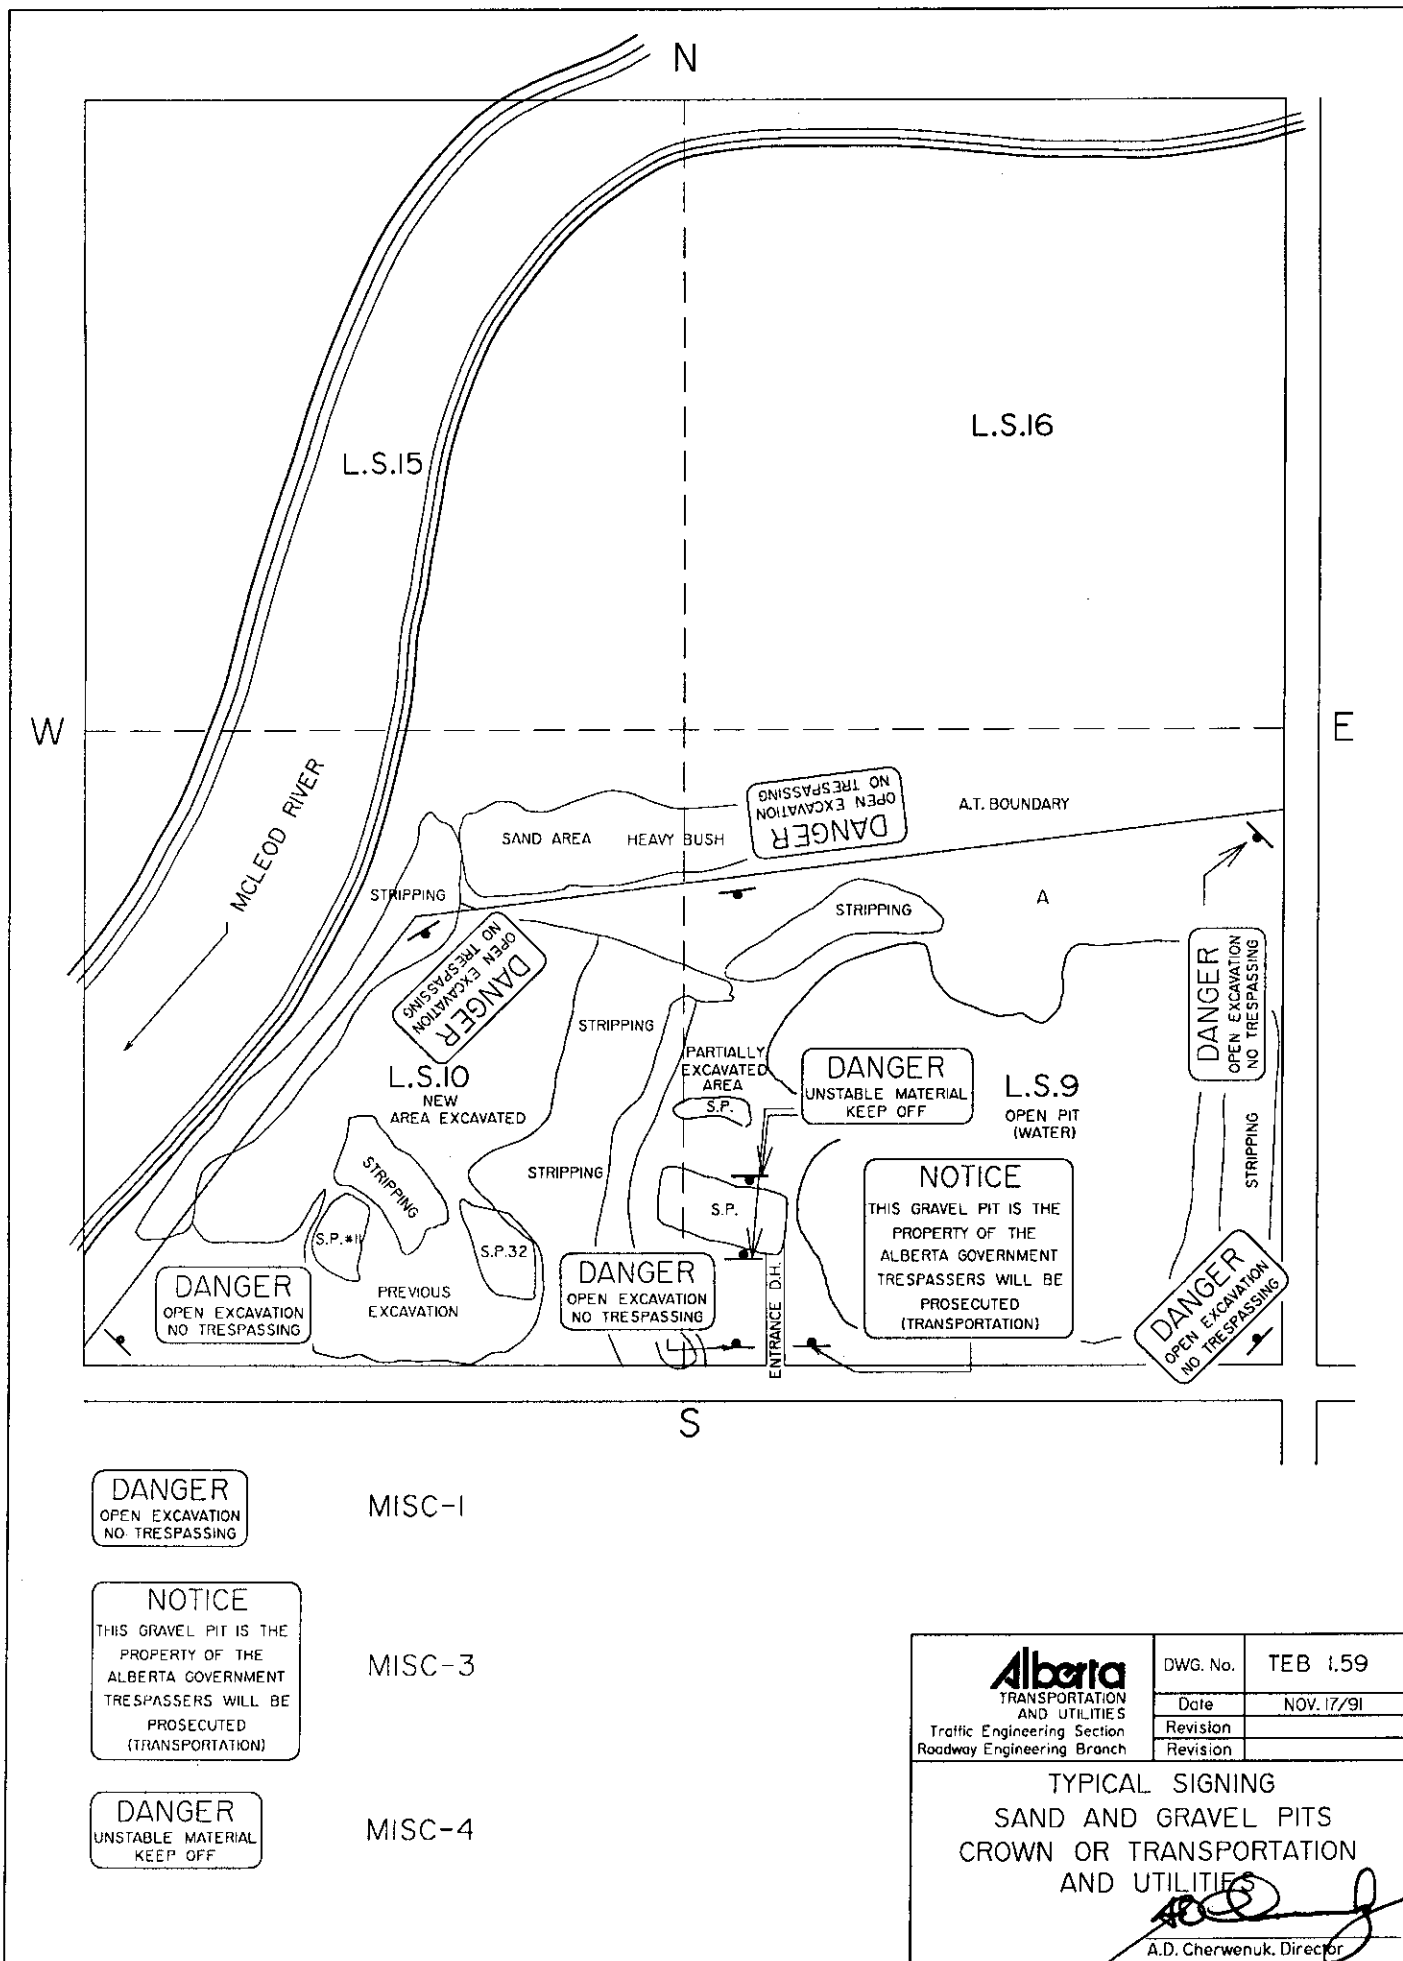 N
L.S.15
L.S.16
W
E
MCLEOD RIVER
SAND AREA
HEAVY BUSH
DANGER
OPEN EXCAVATION
NO TRESPASSING
A.T. BOUNDARY
STRIPPING
DANGER
OPEN EXCAVATION
NO TRESPASSING
STRIPPING
A
DANGER
OPEN EXCAVATION
NO TRESPASSING
STRIPPING
PARTIALLY
EXCAVATED
AREA
S.P.
DANGER
UNSTABLE MATERIAL
KEEP OFF
L.S.10
NEW
AREA EXCAVATED
L.S.9
OPEN PIT
(WATER)
STRIPPING
STRIPPING
STRIPPING
S.P.
NOTICE
THIS GRAVEL PIT IS THE
PROPERTY OF THE
ALBERTA GOVERNMENT
TRESPASSERS WILL BE
PROSECUTED
(TRANSPORTATION)
S.P.#11
S.P.32
DANGER
OPEN EXCAVATION
NO TRESPASSING
PREVIOUS
EXCAVATION
DANGER
OPEN EXCAVATION
NO TRESPASSING
ENTRANCE D.H.
DANGER
OPEN EXCAVATION
NO TRESPASSING
S
DANGER
OPEN EXCAVATION
NO TRESPASSING
MISC-1
NOTICE
THIS GRAVEL PIT IS THE
PROPERTY OF THE
ALBERTA GOVERNMENT
TRESPASSERS WILL BE
PROSECUTED
(TRANSPORTATION)
MISC-3
DANGER
UNSTABLE MATERIAL
KEEP OFF
MISC-4
Alberta
TRANSPORTATION
AND UTILITIES
Traffic Engineering Section
Roadway Engineering Branch
DWG. No. TEB 1.59
Date NOV. 17/91
Revision
Revision
TYPICAL SIGNING
SAND AND GRAVEL PITS
CROWN OR TRANSPORTATION
AND UTILITIES
A.D. Cherwenuk, Director